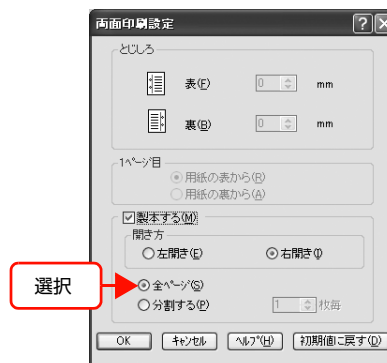 両面印刷設定
とじしろ
表(F) 0 mm
裏(B) 0 mm
1ページ目
用紙の表から(R)
用紙の裏から(A)
製本する(M)
開き方
左開き(E) 右開き(I)
選択
全ページ(S)
分割する(P) 1 枚毎
OK キャンセル ヘルプ(H) 初期値に戻す(D)